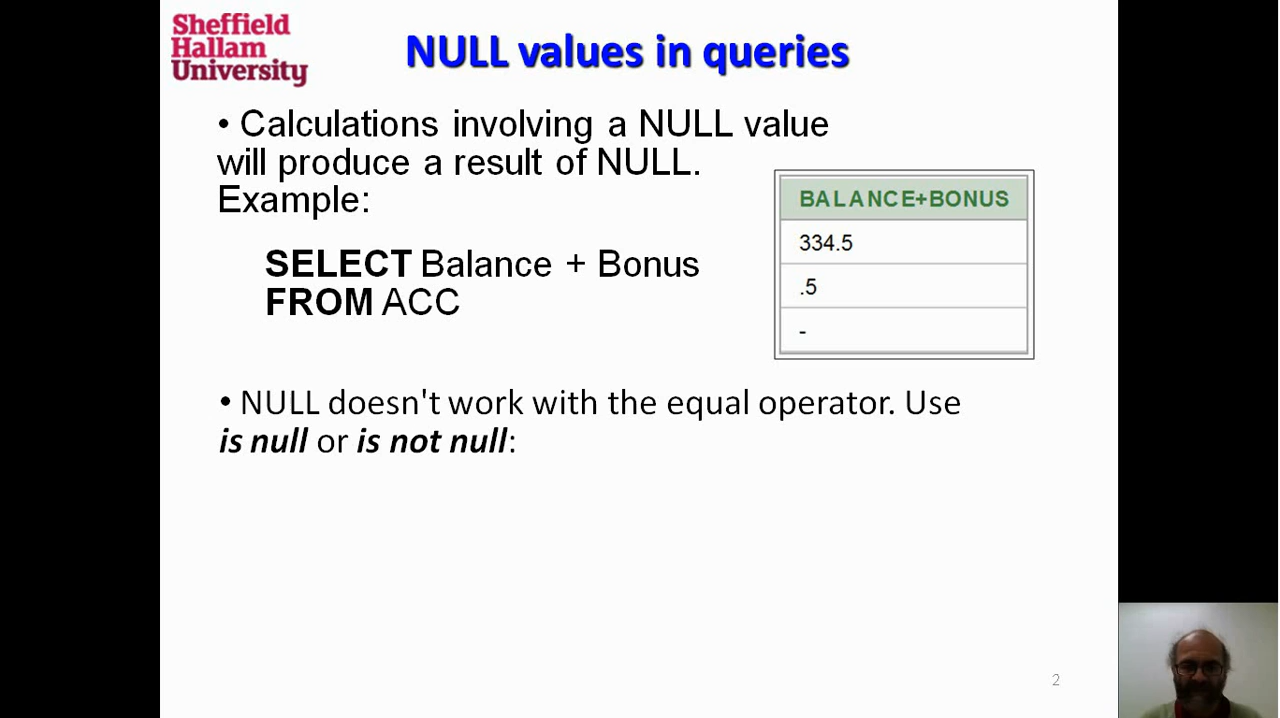 Sheffield
Hallam
University
NULL values in queries
• Calculations involving a NULL value
will produce a result of NULL.
Example:
SELECT Balance + Bonus
FROM ACC
BALANCE+BONUS
334.5
.5
-
• NULL doesn't work with the equal operator. Use
is null or is not null:
2